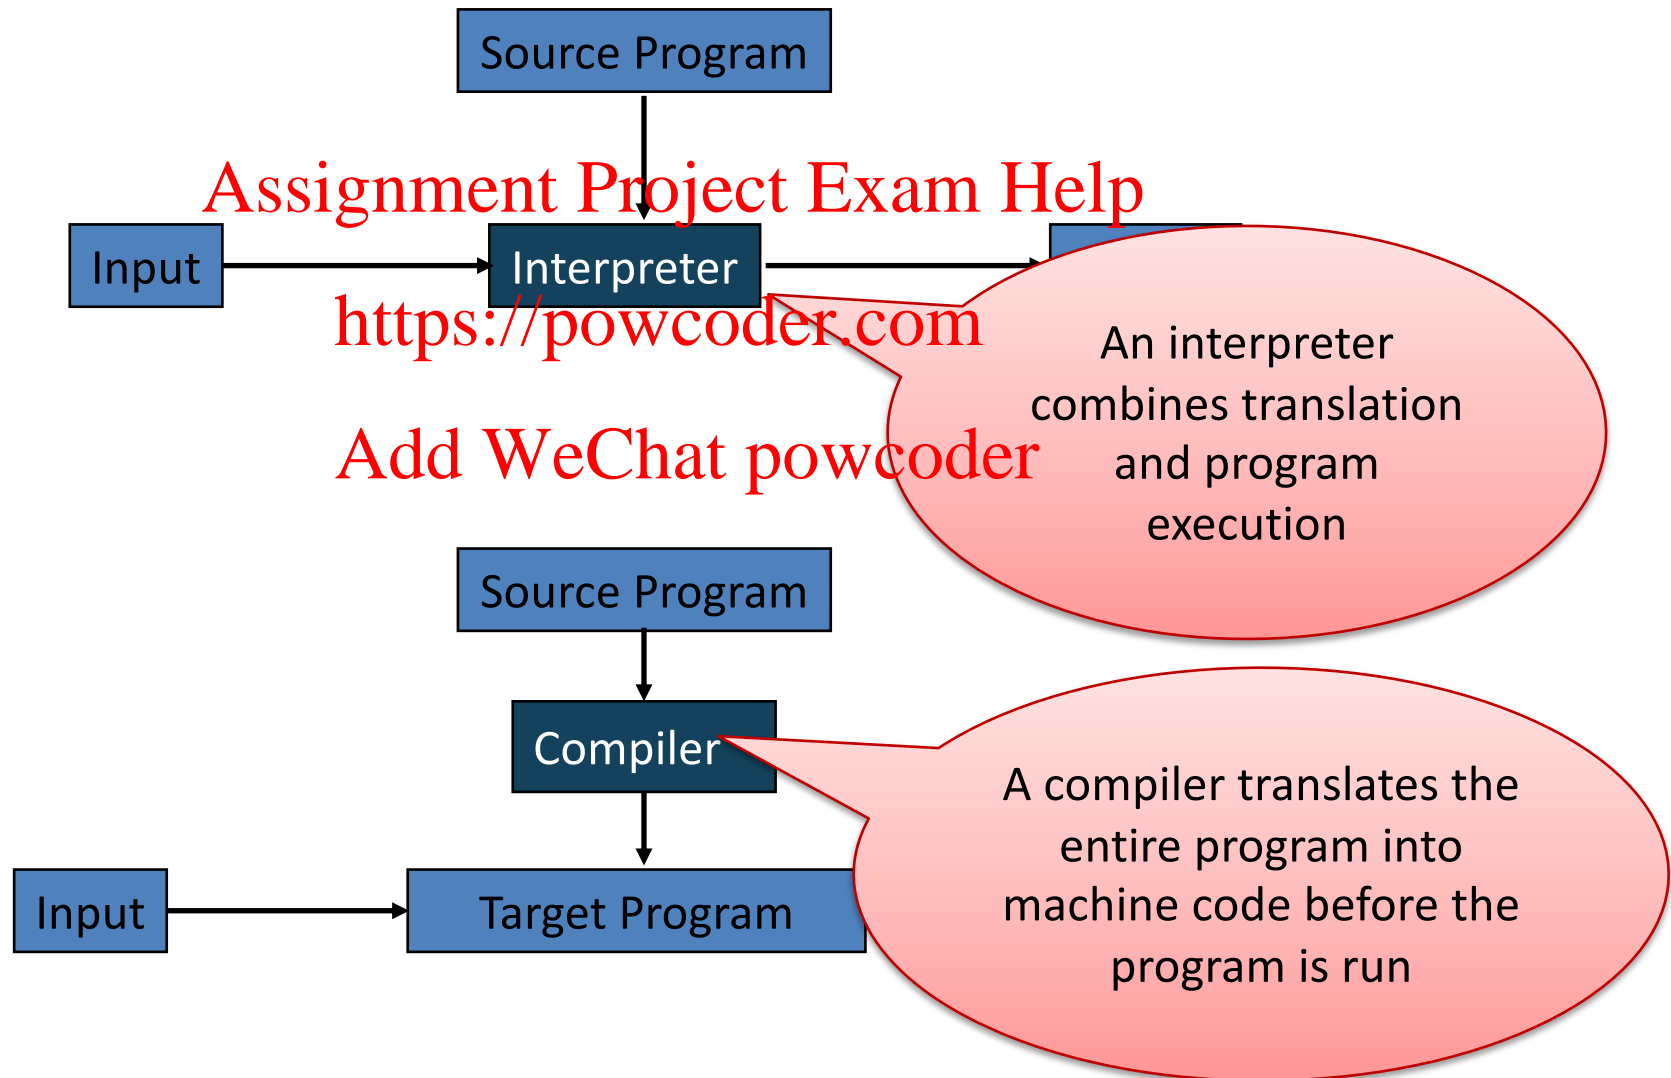 Source Program
Assignment Project Exam Help
Input
Interpreter
https://powcoder.com
An interpreter
combines translation
and program
execution
Add WeChat powcoder
Source Program
Compiler
A compiler translates the
entire program into
machine code before the
program is run
Input
Target Program